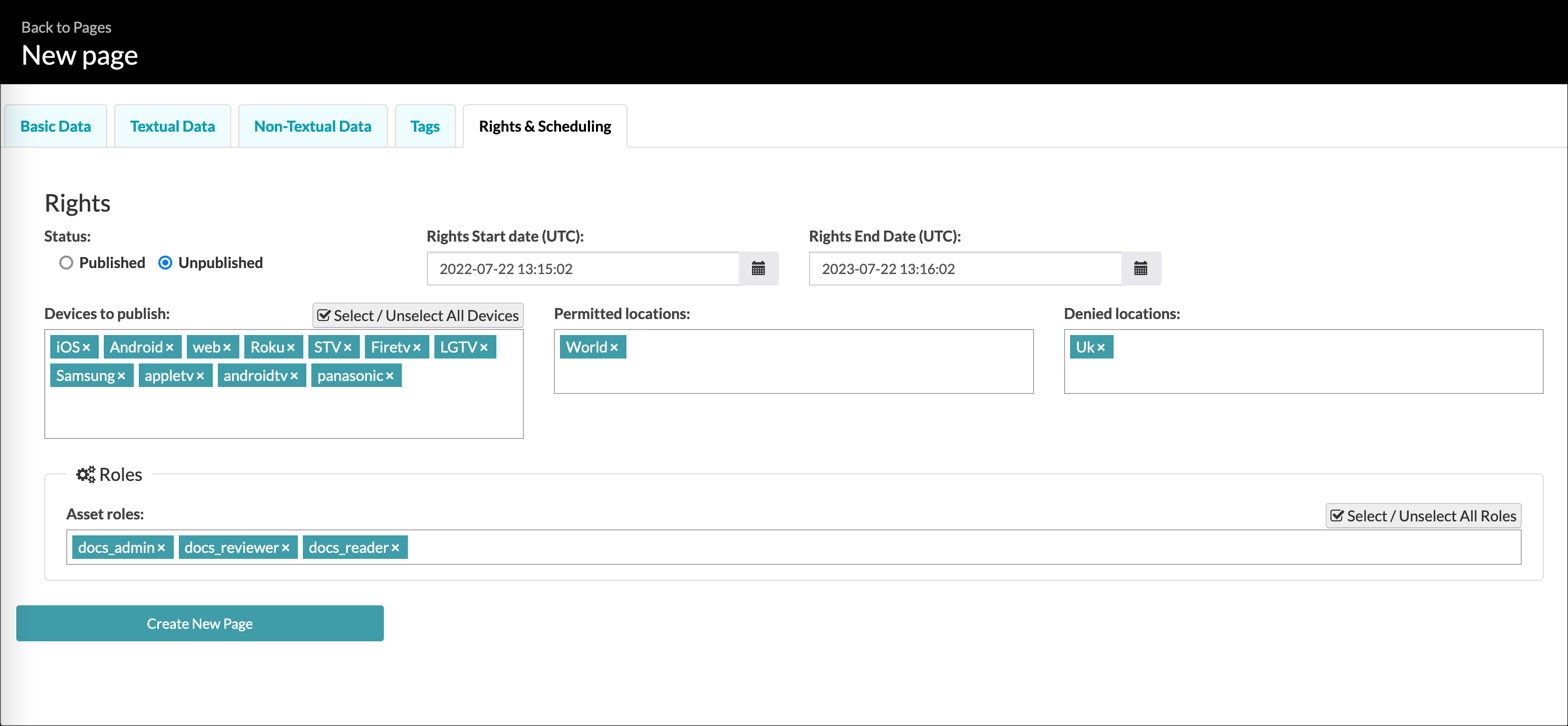 Back to Pages
New page
Basic Data Textual Data Non-Textual Data Tags Rights & Scheduling
Rights
Status: Rights Start date (UTC): Rights End Date (UTC):
Published Unpublished 2022-07-22 13:15:02 2023-07-22 13:16:02
Devices to publish: Select / Unselect All Devices Permitted locations: Denied locations:
iOS× Android× web× Roku× STV× Firetv× LGTV× World× Uk×
Samsung× appletv× androidtv× panasonic×
Roles
Asset roles: Select / Unselect All Roles
docs_admin× docs_reviewer× docs_reader×
Create New Page